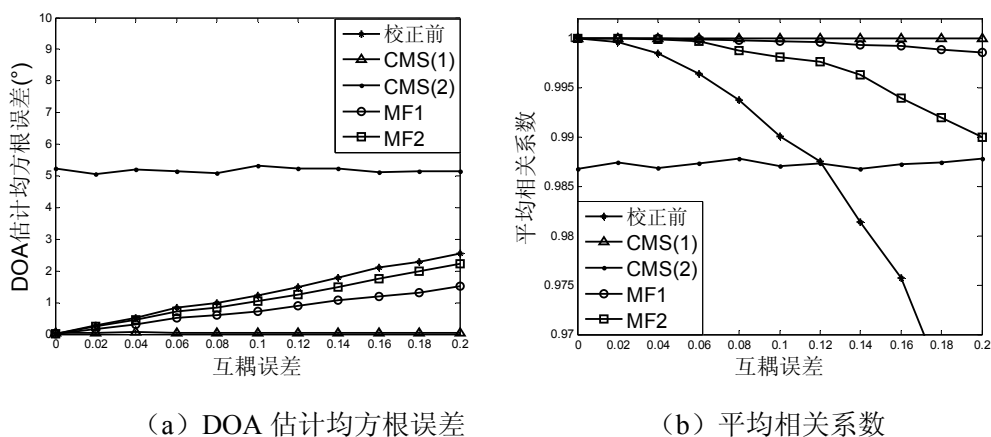 10
9
8
7
6
5
4
3
2
1
0
DOA估计均方根误差(°)
校正前
CMS(1)
CMS(2)
MF1
MF2
0 0.02 0.04 0.06 0.08 0.1 0.12 0.14 0.16 0.18 0.2
互耦误差
(a)DOA 估计均方根误差
1
0.995
0.99
0.985
0.98
0.975
0.97
平均相关系数
校正前
CMS(1)
CMS(2)
MF1
MF2
0 0.02 0.04 0.06 0.08 0.1 0.12 0.14 0.16 0.18 0.2
互耦误差
(b)平均相关系数